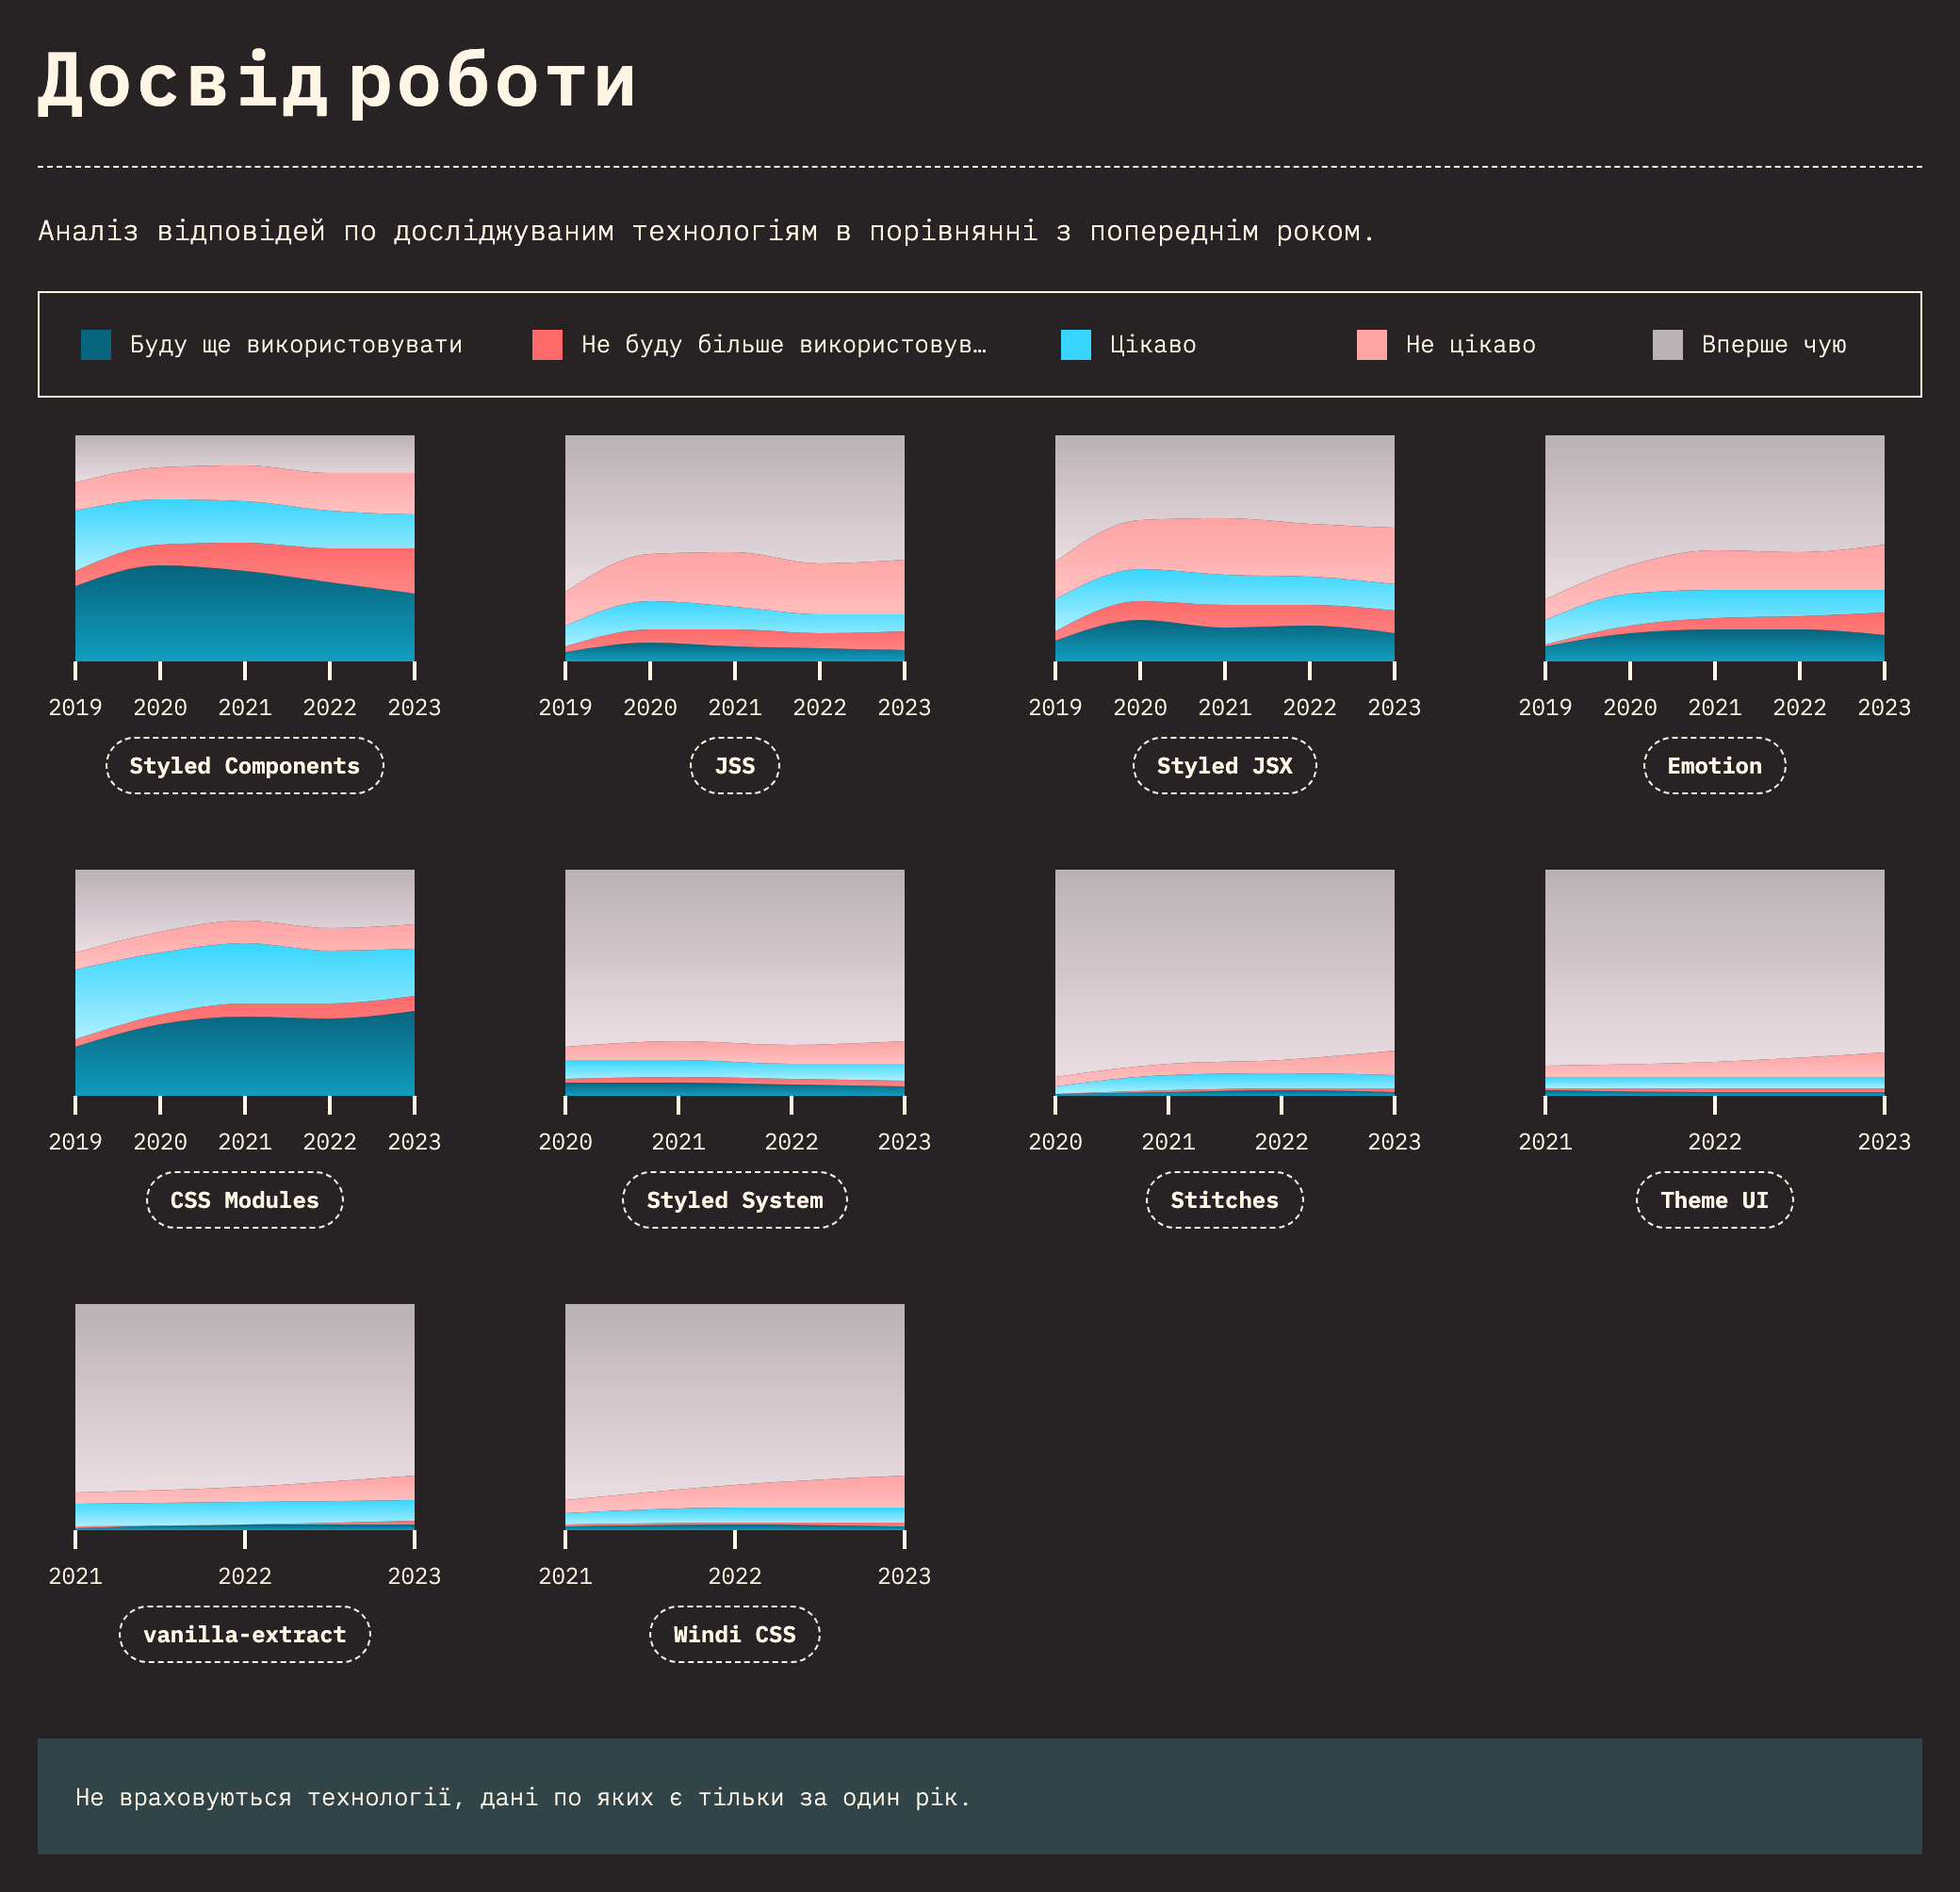 Досвід роботи
Аналіз відповідей по досліджуваним технологіям в порівнянні з попереднім роком.
Буду ще використовувати Не буду більше використовув… Цікаво Не цікаво Вперше чую
2019 2020 2021 2022 2023 2019 2020 2021 2022 2023 2019 2020 2021 2022 2023 2019 2020 2021 2022 2023
Styled Components JSS Styled JSX Emotion
2019 2020 2021 2022 2023 2020 2021 2022 2023 2020 2021 2022 2023 2021 2022 2023
CSS Modules Styled System Stitches Theme UI
2021 2022 2023 2021 2022 2023
vanilla-extract Windi CSS
Не враховуються технології, дані по яких є тільки за один рік.